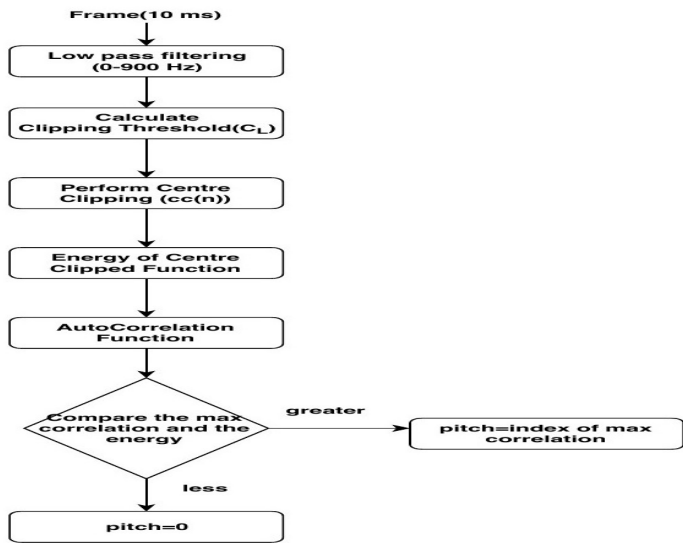 Frame(10 ms)
Low pass filtering
(0-900 Hz)
Calculate
Clipping Threshold(CL)
Perform Centre
Clipping (cc(n))
Energy of Centre
Clipped Function
AutoCorrelation
Function
Compare the max
correlation and the
energy
greater
pitch=index of max
correlation
less
pitch=0